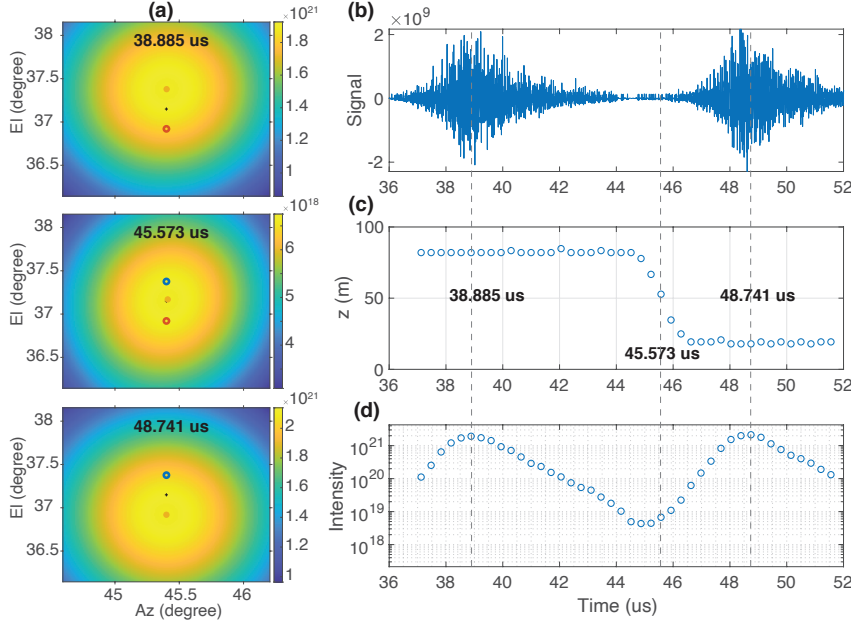 (a)
38.885 us
El (degree)
38
37.5
37
36.5
× 10^21
2
1.8
1.6
1.4
1.2
1
45.573 us
El (degree)
38
37.5
37
36.5
× 10^18
6
5
4
3
48.741 us
El (degree)
38
37.5
37
36.5
45
45.5
46
Az (degree)
× 10^21
2
1.8
1.6
1.4
1.2
1
(b)
×10^9
Signal
2
0
-2
36 38 40 42 44 46 48 50 52
(c)
z (m)
100
50
0
38.885 us
48.741 us
45.573 us
36 38 40 42 44 46 48 50 52
(d)
Intensity
10^21
10^20
10^19
10^18
36 38 40 42 44 46 48 50 52
Time (us)